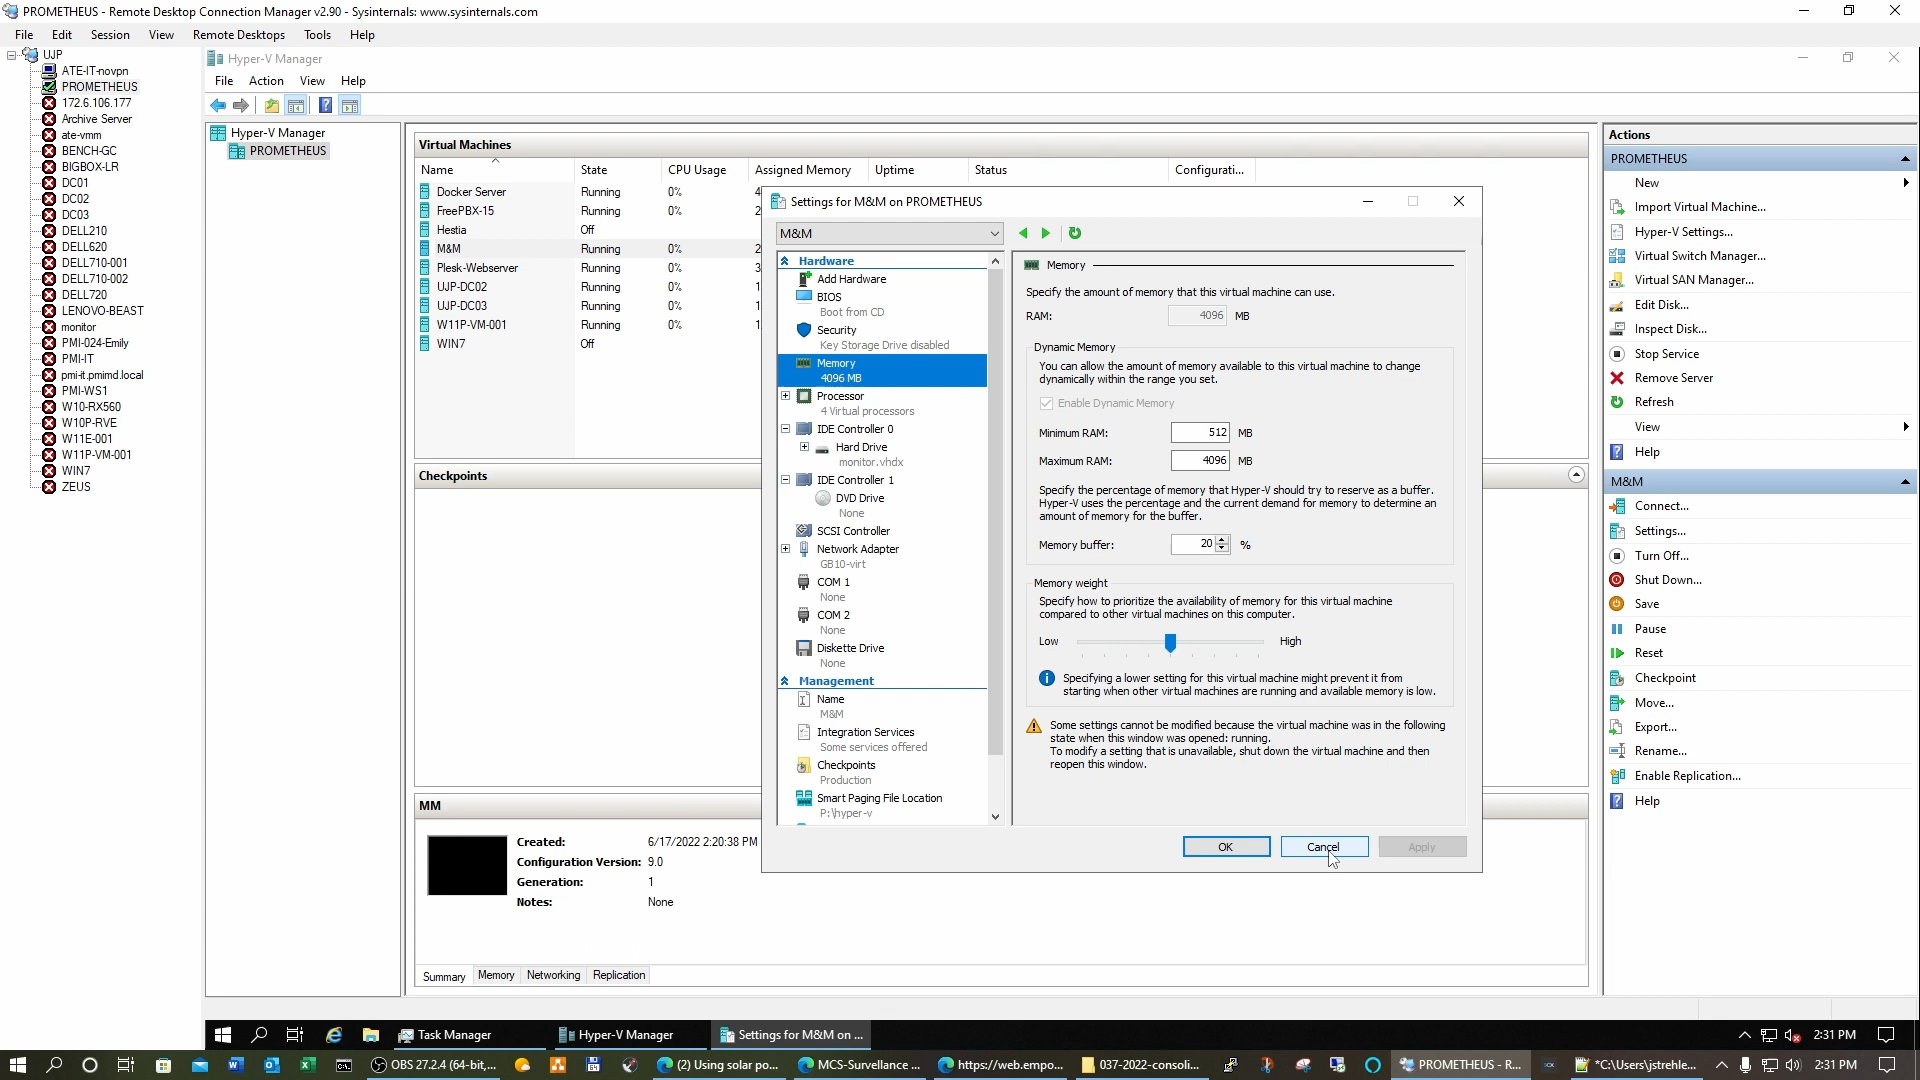 PROMETHEUS - Remote Desktop Connection Manager v2.90 - Sysinternals: www.sysinternals.com
File Edit Session View Remote Desktops Tools Help
UJP
ATE-IT-novpn
PROMETHEUS
172.6.106.177
Archive Server
ate-vmm
BENCH-GC
BIGBOX-LR
DC01
DC02
DC03
DELL210
DELL620
DELL710-001
DELL710-002
DELL720
LENOVO-BEAST
monitor
PMI-024-Emily
PMI-IT
pmi-it.pmimd.local
PMI-WS1
W10-RX560
W10P-RVE
W11E-001
W11P-VM-001
WIN7
ZEUS
Hyper-V Manager
File Action View Help
Hyper-V Manager
PROMETHEUS
Virtual Machines
Name State CPU Usage Assigned Memory Uptime Status Configurati...
Docker Server Running 0% 4
FreePBX-15 Running 0% 2
Hestia Off
M&M Running 0% 2
Plesk-Webserver Running 0% 3
UJP-DC02 Running 0% 1
UJP-DC03 Running 0% 1
W11P-VM-001 Running 0% 1
WIN7 Off
Checkpoints
MM
Created: 6/17/2022 2:20:38 PM
Configuration Version: 9.0
Generation: 1
Notes: None
Summary Memory Networking Replication
Settings for M&M on PROMETHEUS
M&M
Hardware
Add Hardware
BIOS
Boot from CD
Security
Key Storage Drive disabled
Memory
4096 MB
Processor
4 Virtual processors
IDE Controller 0
Hard Drive
monitor.vhdx
IDE Controller 1
DVD Drive
None
SCSI Controller
Network Adapter
GB10-virt
COM 1
None
COM 2
None
Diskette Drive
None
Management
Name
M&M
Integration Services
Some services offered
Checkpoints
Production
Smart Paging File Location
P:\hyper-v
Memory
Specify the amount of memory that this virtual machine can use.
RAM: 4096 MB
Dynamic Memory
You can allow the amount of memory available to this virtual machine to change
dynamically within the range you set.
Enable Dynamic Memory
Minimum RAM: 512 MB
Maximum RAM: 4096 MB
Specify the percentage of memory that Hyper-V should try to reserve as a buffer.
Hyper-V uses the percentage and the current demand for memory to determine an
amount of memory for the buffer.
Memory buffer: 20 %
Memory weight
Specify how to prioritize the availability of memory for this virtual machine
compared to other virtual machines on this computer.
Low High
Specifying a lower setting for this virtual machine might prevent it from
starting when other virtual machines are running and available memory is low.
Some settings cannot be modified because the virtual machine was in the following
state when this window was opened: running.
To modify a setting that is unavailable, shut down the virtual machine and then
reopen this window.
OK Cancel Apply
Actions
PROMETHEUS
New
Import Virtual Machine...
Hyper-V Settings...
Virtual Switch Manager...
Virtual SAN Manager...
Edit Disk...
Inspect Disk...
Stop Service
Remove Server
Refresh
View
Help
M&M
Connect...
Settings...
Turn Off...
Shut Down...
Save
Pause
Reset
Checkpoint
Move...
Export...
Rename...
Enable Replication...
Help
Task Manager Hyper-V Manager Settings for M&M on ... 2:31 PM
OBS 27.2.4 (64-bit,... (2) Using solar po... MCS-Survellance ... https://web.empo... 037-2022-consoli... PROMETHEUS - R... *C:\Users\jstrehle... 2:31 PM